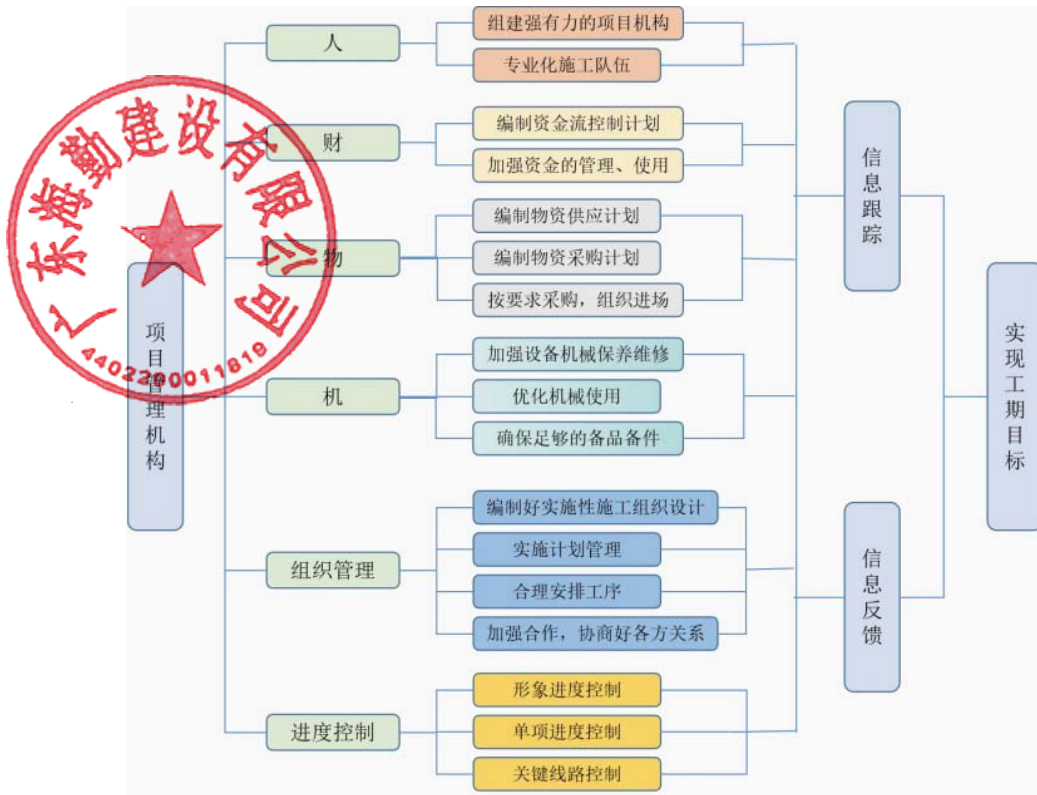 项目管理机构
人
组建强有力的项目机构
专业化施工队伍
财
编制资金流控制计划
加强资金的管理、使用
物
编制物资供应计划
编制物资采购计划
按要求采购，组织进场
机
加强设备机械保养维修
优化机械使用
确保足够的备品备件
组织管理
编制好实施性施工组织设计
实施计划管理
合理安排工序
加强合作，协商好各方关系
进度控制
形象进度控制
单项进度控制
关键线路控制
信息跟踪
信息反馈
实现工期目标
广东海勤建设有限公司
4402200011819